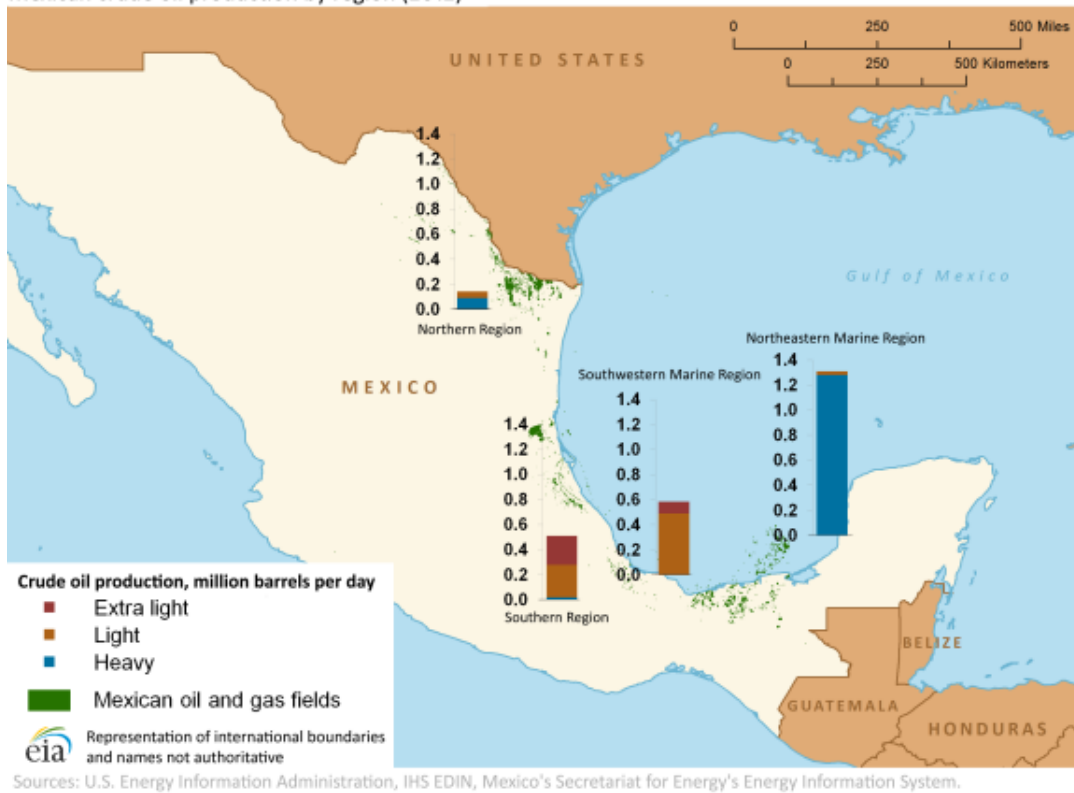 0 250 500 Miles
0 250 500 Kilometers
UNITED STATES
1.4
1.2
1.0
0.8
0.6
0.4
0.2
0.0
Northern Region
Gulf of Mexico
MEXICO
Northeastern Marine Region
1.4
1.2
1.0
0.8
0.6
0.4
0.2
0.0
Southwestern Marine Region
1.4
1.2
1.0
0.8
0.6
0.4
0.2
0.0
1.4
1.2
1.0
0.8
0.6
0.4
0.2
0.0
Southern Region
BELIZE
GUATEMALA
HONDURAS
Crude oil production, million barrels per day
Extra light
Light
Heavy
Mexican oil and gas fields
eia
Representation of international boundaries
and names not authoritative
Sources: U.S. Energy Information Administration, IHS EDIN, Mexico's Secretariat for Energy's Energy Information System.